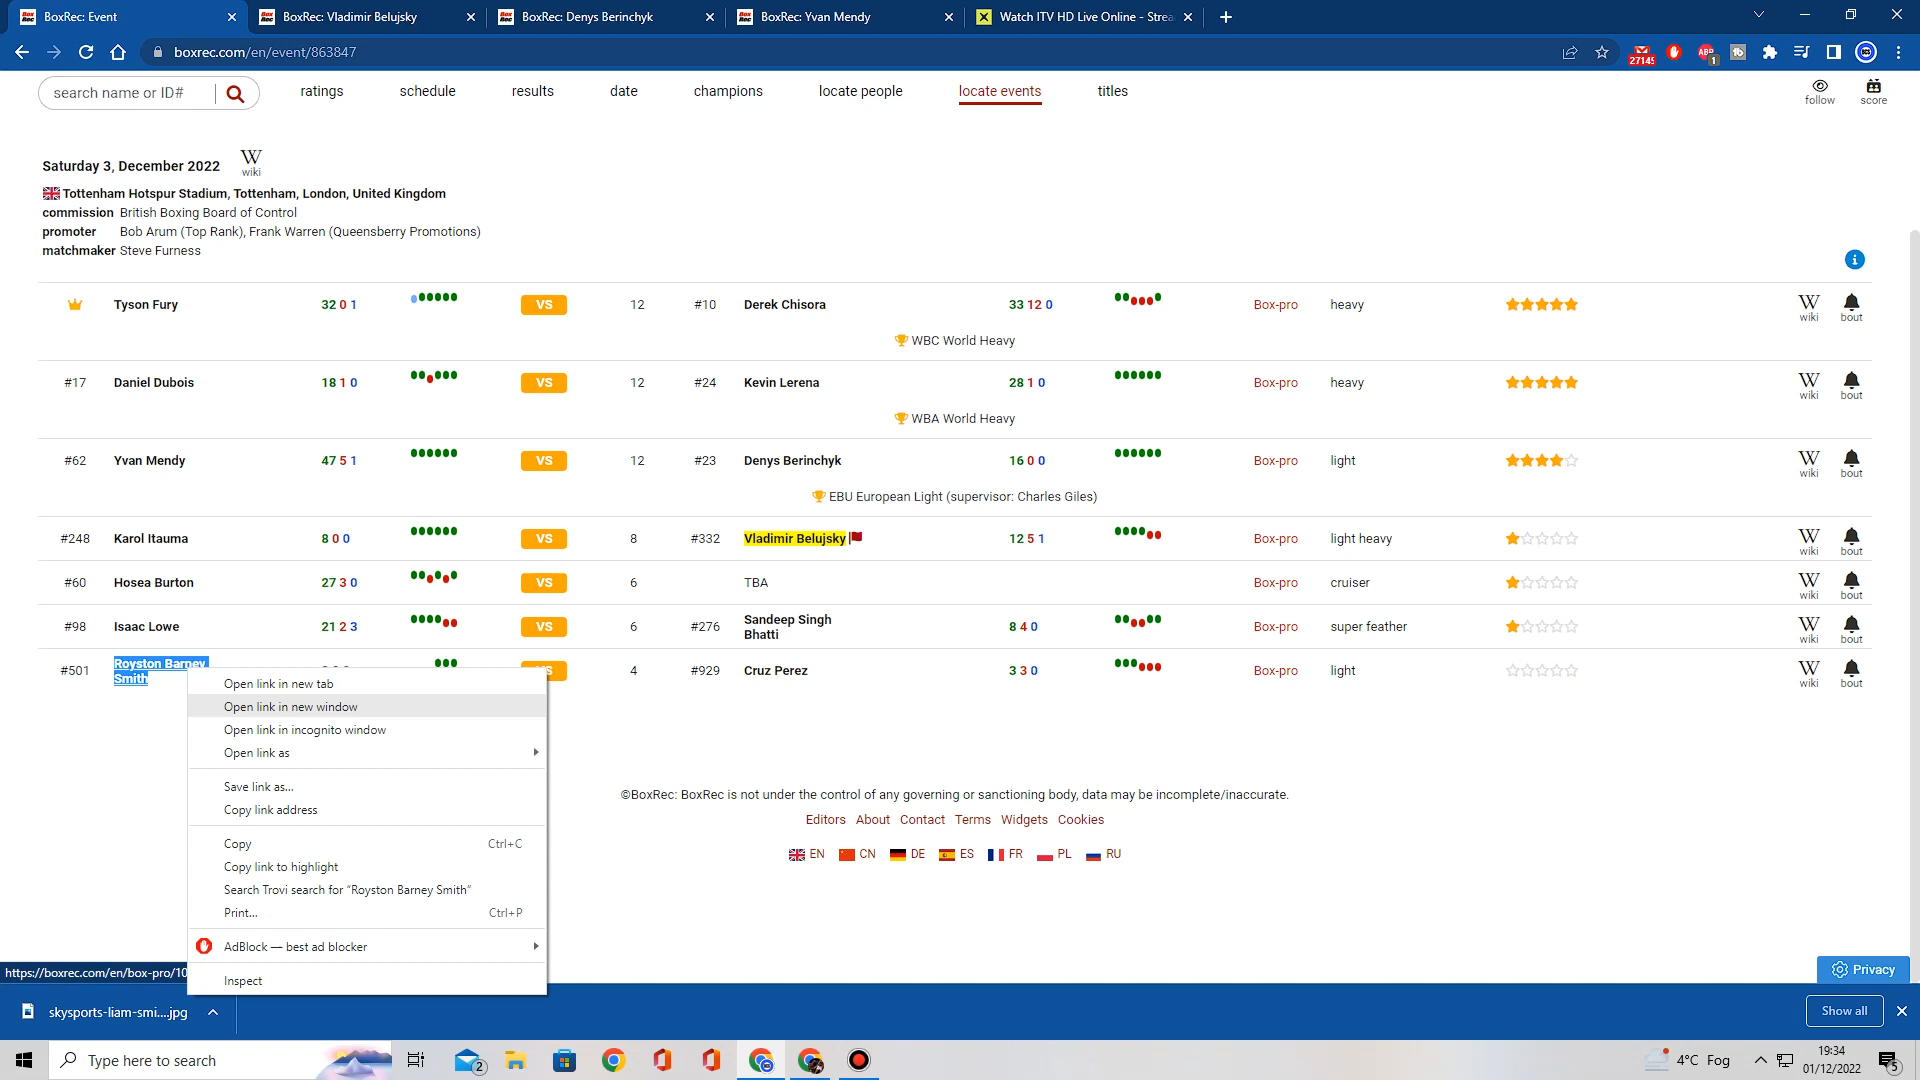 BoxRec: Event
BoxRec: Vladimir Belujsky
BoxRec: Denys Berinchyk
BoxRec: Yvan Mendy
Watch ITV HD Live Online - Strea
boxrec.com/en/event/863847
27145
ABP 1
search name or ID#
ratings
schedule
results
date
champions
locate people
locate events
titles
follow
score
Saturday 3, December 2022
W
wiki
Tottenham Hotspur Stadium, Tottenham, London, United Kingdom
commission British Boxing Board of Control
promoter Bob Arum (Top Rank), Frank Warren (Queensberry Promotions)
matchmaker Steve Furness
Tyson Fury 32 0 1 VS 12 #10 Derek Chisora 33 12 0 Box-pro heavy W wiki bout
WBC World Heavy
#17 Daniel Dubois 18 1 0 VS 12 #24 Kevin Lerena 28 1 0 Box-pro heavy W wiki bout
WBA World Heavy
#62 Yvan Mendy 47 5 1 VS 12 #23 Denys Berinchyk 16 0 0 Box-pro light W wiki bout
EBU European Light (supervisor: Charles Giles)
#248 Karol Itauma 8 0 0 VS 8 #332 Vladimir Belujsky 12 5 1 Box-pro light heavy W wiki bout
#60 Hosea Burton 27 3 0 VS 6 TBA Box-pro cruiser W wiki bout
#98 Isaac Lowe 21 2 3 VS 6 #276 Sandeep Singh Bhatti 8 4 0 Box-pro super feather W wiki bout
#501 Royston Barney Smith 4 #929 Cruz Perez 3 3 0 Box-pro light W wiki bout
Open link in new tab
Open link in new window
Open link in incognito window
Open link as
Save link as...
Copy link address
Copy Ctrl+C
Copy link to highlight
Search Trovi search for “Royston Barney Smith”
Print... Ctrl+P
AdBlock — best ad blocker
Inspect
©BoxRec: BoxRec is not under the control of any governing or sanctioning body, data may be incomplete/inaccurate.
Editors About Contact Terms Widgets Cookies
EN CN DE ES FR PL RU
https://boxrec.com/en/box-pro/10
Privacy
skysports-liam-smi....jpg
Show all
Type here to search
2
4°C Fog
19:34
01/12/2022
5